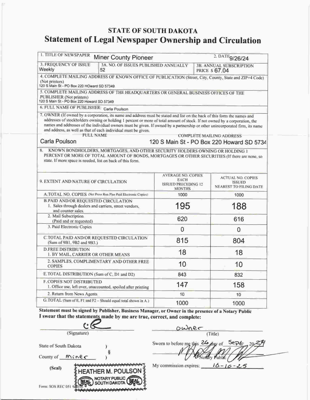 STATE OF SOUTH DAKOTA
Statement of Legal Newspaper Ownership and Circulation
1. TITLE OF NEWSPAPER Miner County Pioneer 2. DATE 9/26/24
3. FREQUENCY OF ISSUE Weekly 3A. NO. OF ISSUES PUBLISHED ANNUALLY 52 3B. ANNUAL SUBSCRIPTION PRICE $ 67.04
4. COMPLETE MAILING ADDRESS OF KNOWN OFFICE OF PUBLICATION (Street, City, County, State and ZIP+4 Code) (Not printers)
120 S Main St - PO Box 220 Howard SD 57349
5. COMPLETE MAILING ADDRESS OF THE HEADQUARTERS OR GENERAL BUSINESS OFFICES OF THE PUBLISHER (Not printers)
120 S Main St - PO Box 220 Howard SD 57349
6. FULL NAME OF PUBLISHER Carla Poulson
7. OWNER (If owned by a corporation, its name and address must be stated and list on the back of this form the names and
addresses of stockholders owning or holding 1 percent or more of total amount of stock. If not owned by a corporation, the
names and addresses of the individual owners must be given. If owned by a partnership or other unincorporated firm, its name
and address, as well as that of each individual must be given.
FULL NAME COMPLETE MAILING ADDRESS
Carla Poulson 120 S Main St - PO Box 220 Howard SD 5734
8. KNOWN BONDHOLDERS, MORTGAGES, AND OTHER SECURITY HOLDERS OWNING OR HOLDING 1
PERCENT OR MORE OF TOTAL AMOUNT OF BONDS, MORTGAGES OR OTHER SECURITIES (If there are none, so
state. If more space is needed, list on back of this form.
9. EXTENT AND NATURE OF CIRCULATION AVERAGE NO. COPIES EACH ISSUED/PRECEDING 12 MONTHS ACTUAL NO. COPIES ISSUED NEAREST TO FILING DATE
A. TOTAL NO. COPIES 1000 1000
B. PAID AND/OR REQUESTED CIRCULATION
1. Sales through dealers and carriers, street vendors, and counter sales. 195 188
2. Mail Subscription (Paid and or requested) 620 616
3. Paid Electronic Copies 0 0
C. TOTAL PAID AND/OR REQUESTED CIRCULATION (Sum of 9B1, 9B2 and 9B3.) 815 804
D. FREE DISTRIBUTION
1. BY MAIL, CARRIER OR OTHER MEANS 18 18
2. SAMPLES, COMPLIMENTARY AND OTHER FREE COPIES 10 10
E. TOTAL DISTRIBUTION (Sum of C, D1 and D2) 843 832
F. COPIES NOT DISTRIBUTED
1. Office use, left over, unaccounted, spoiled after printing 147 158
2. Return from News Agents 10 10
G. TOTAL (Sum of E, F1 and F2 - Should equal total shown in A.) 1000 1000
Statement must be signed by Publisher, Business Manager, or Owner in the presence of a Notary Public
I swear that the statements made by me are true, correct, and complete:
owner
(Signature) (Title)
State of South Dakota )
County of Miner )
Sworn to before me this 26 day of Sept.
(Seal)
HEATHER M. POULSON
NOTARY PUBLIC
SOUTH DAKOTA
My commission expires: